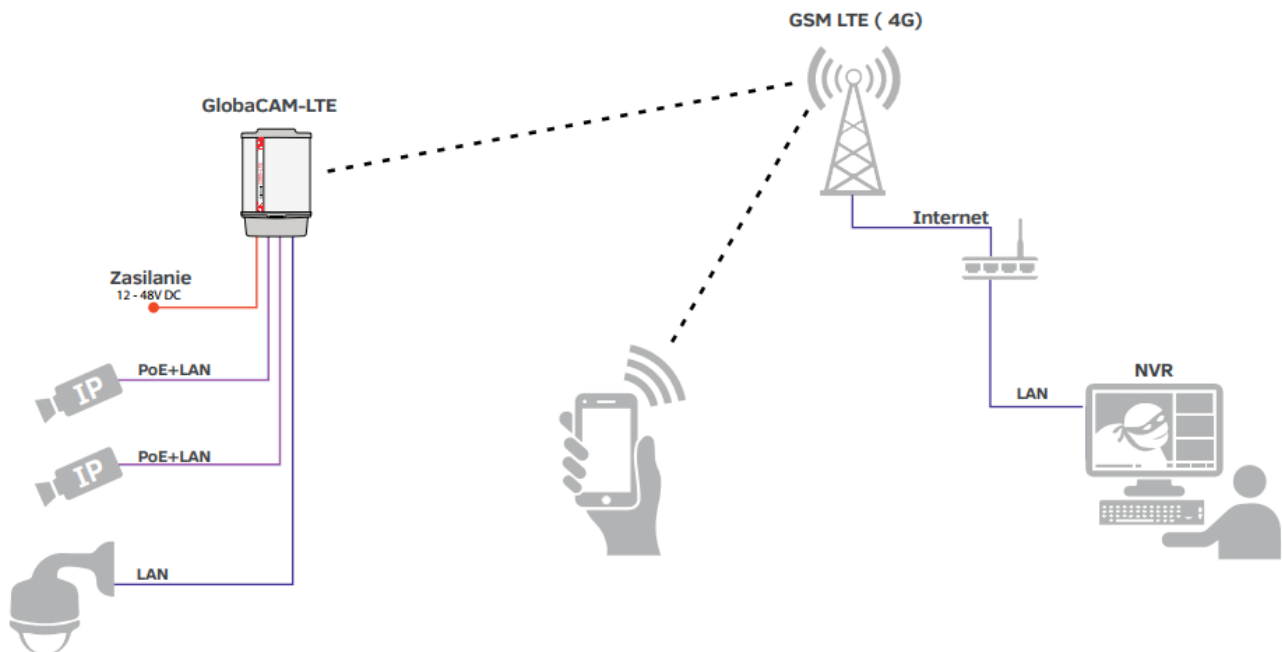 GSM LTE ( 4G)
GlobaCAM-LTE
Internet
Zasilanie
12 - 48V DC
PoE+LAN
IP
NVR
LAN
PoE+LAN
IP
LAN